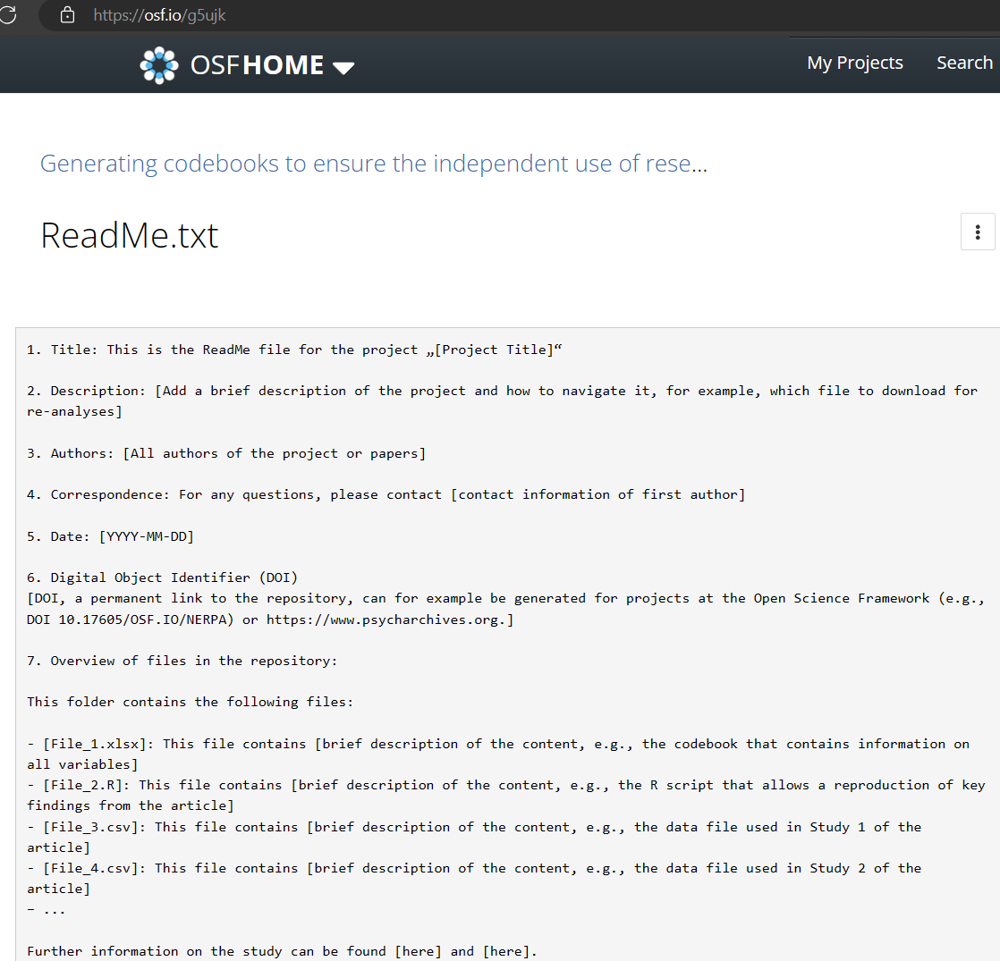 https://osf.io/g5ujk
OSFHOME
My Projects
Search
Generating codebooks to ensure the independent use of rese...
ReadMe.txt
1. Title: This is the ReadMe file for the project „[Project Title]“
2. Description: [Add a brief description of the project and how to navigate it, for example, which file to download for
re-analyses]
3. Authors: [All authors of the project or papers]
4. Correspondence: For any questions, please contact [contact information of first author]
5. Date: [YYYY-MM-DD]
6. Digital Object Identifier (DOI)
[DOI, a permanent link to the repository, can for example be generated for projects at the Open Science Framework (e.g.,
DOI 10.17605/OSF.IO/NERPA) or https://www.psycharchives.org.]
7. Overview of files in the repository:
This folder contains the following files:
- [File_1.xlsx]: This file contains [brief description of the content, e.g., the codebook that contains information on
all variables]
- [File_2.R]: This file contains [brief description of the content, e.g., the R script that allows a reproduction of key
findings from the article]
- [File_3.csv]: This file contains [brief description of the content, e.g., the data file used in Study 1 of the
article]
- [File_4.csv]: This file contains [brief description of the content, e.g., the data file used in Study 2 of the
article]
– ...
Further information on the study can be found [here] and [here].